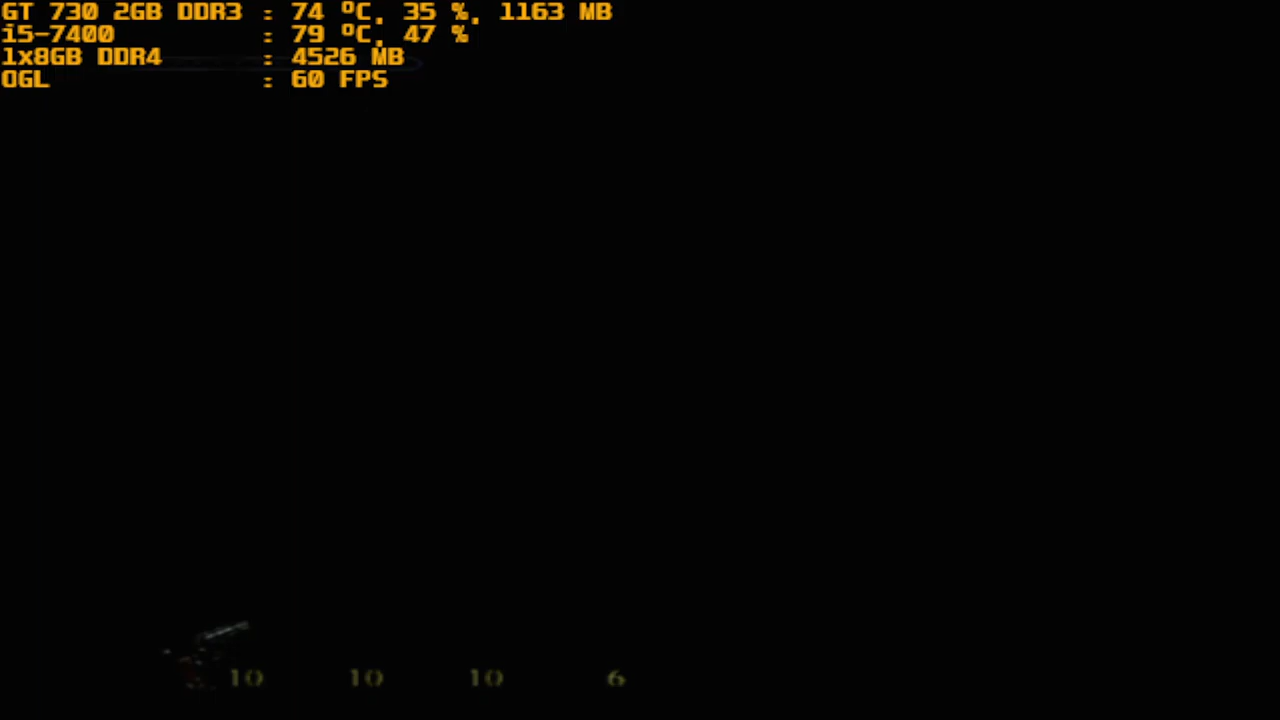 GT 730 2GB DDR3 : 74 ºC, 35 %, 1163 MB
i5-7400 : 79 ºC, 47 %
1x8GB DDR4 : 4526 MB
OGL : 60 FPS
10 10 10 6